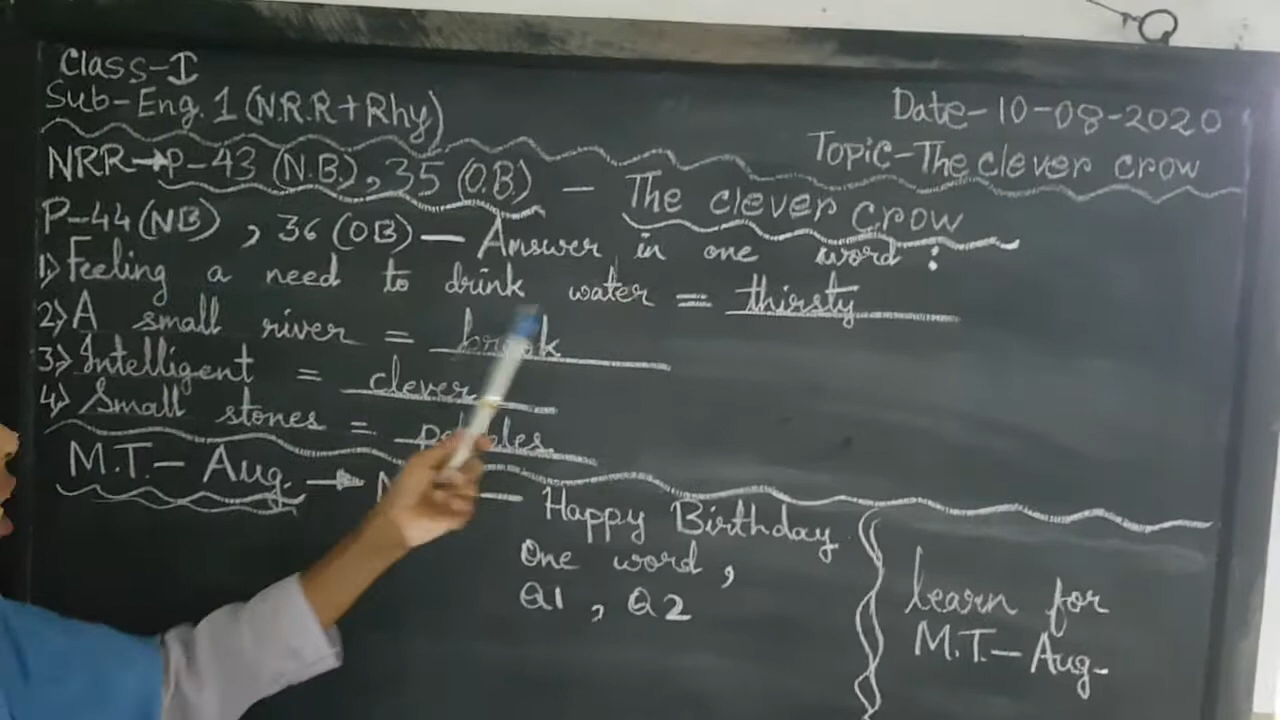 Class-I
Sub-Eng. 1 (N.R.R+Rhy)
Date-10-08-2020
Topic-The clever crow
NRR→P-43 (N.B.), 35 (O.B.) - The clever crow
P-44 (NB), 36 (OB) - Answer in one word:
1) Feeling a need to drink water = thirsty
2) A small river = brook
3) Intelligent = clever
4) Small stones = pebbles
M.T.- Aug. → - Happy Birthday
One word,
Q1, Q2
learn for
M.T.- Aug-